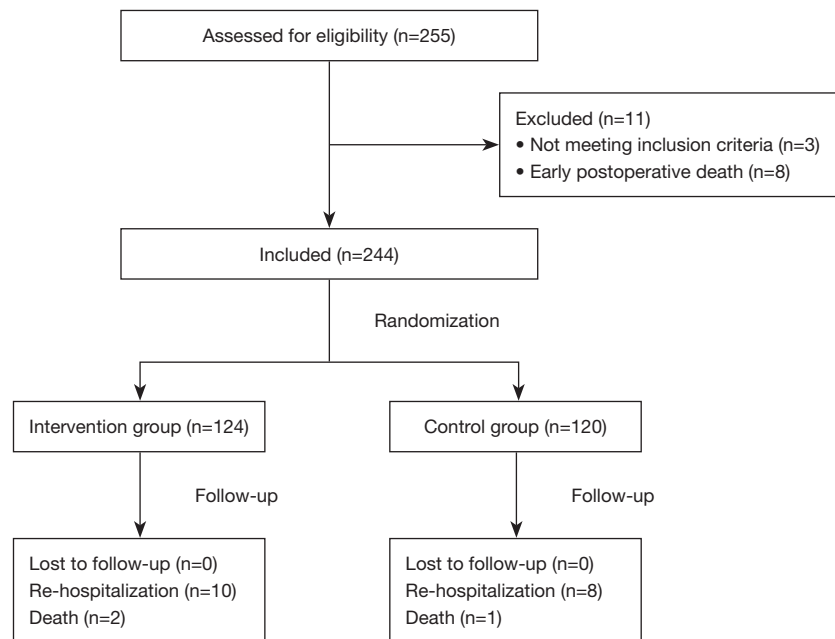 Assessed for eligibility (n=255)
Excluded (n=11)
• Not meeting inclusion criteria (n=3)
• Early postoperative death (n=8)
Included (n=244)
Randomization
Intervention group (n=124)
Control group (n=120)
Follow-up
Follow-up
Lost to follow-up (n=0)
Re-hospitalization (n=10)
Death (n=2)
Lost to follow-up (n=0)
Re-hospitalization (n=8)
Death (n=1)